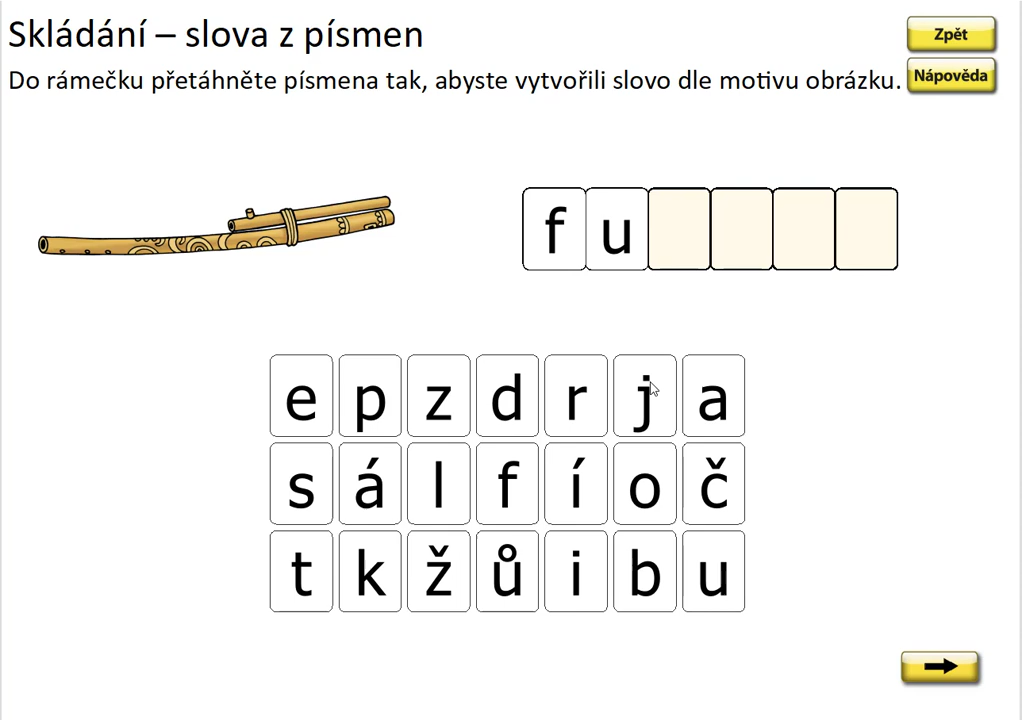 Skládání – slova z písmen
Zpět
Do rámečku přetáhněte písmena tak, abyste vytvořili slovo dle motivu obrázku.
Nápověda
f u
e p z d r j a
s á l f í o č
t k ž ů i b u